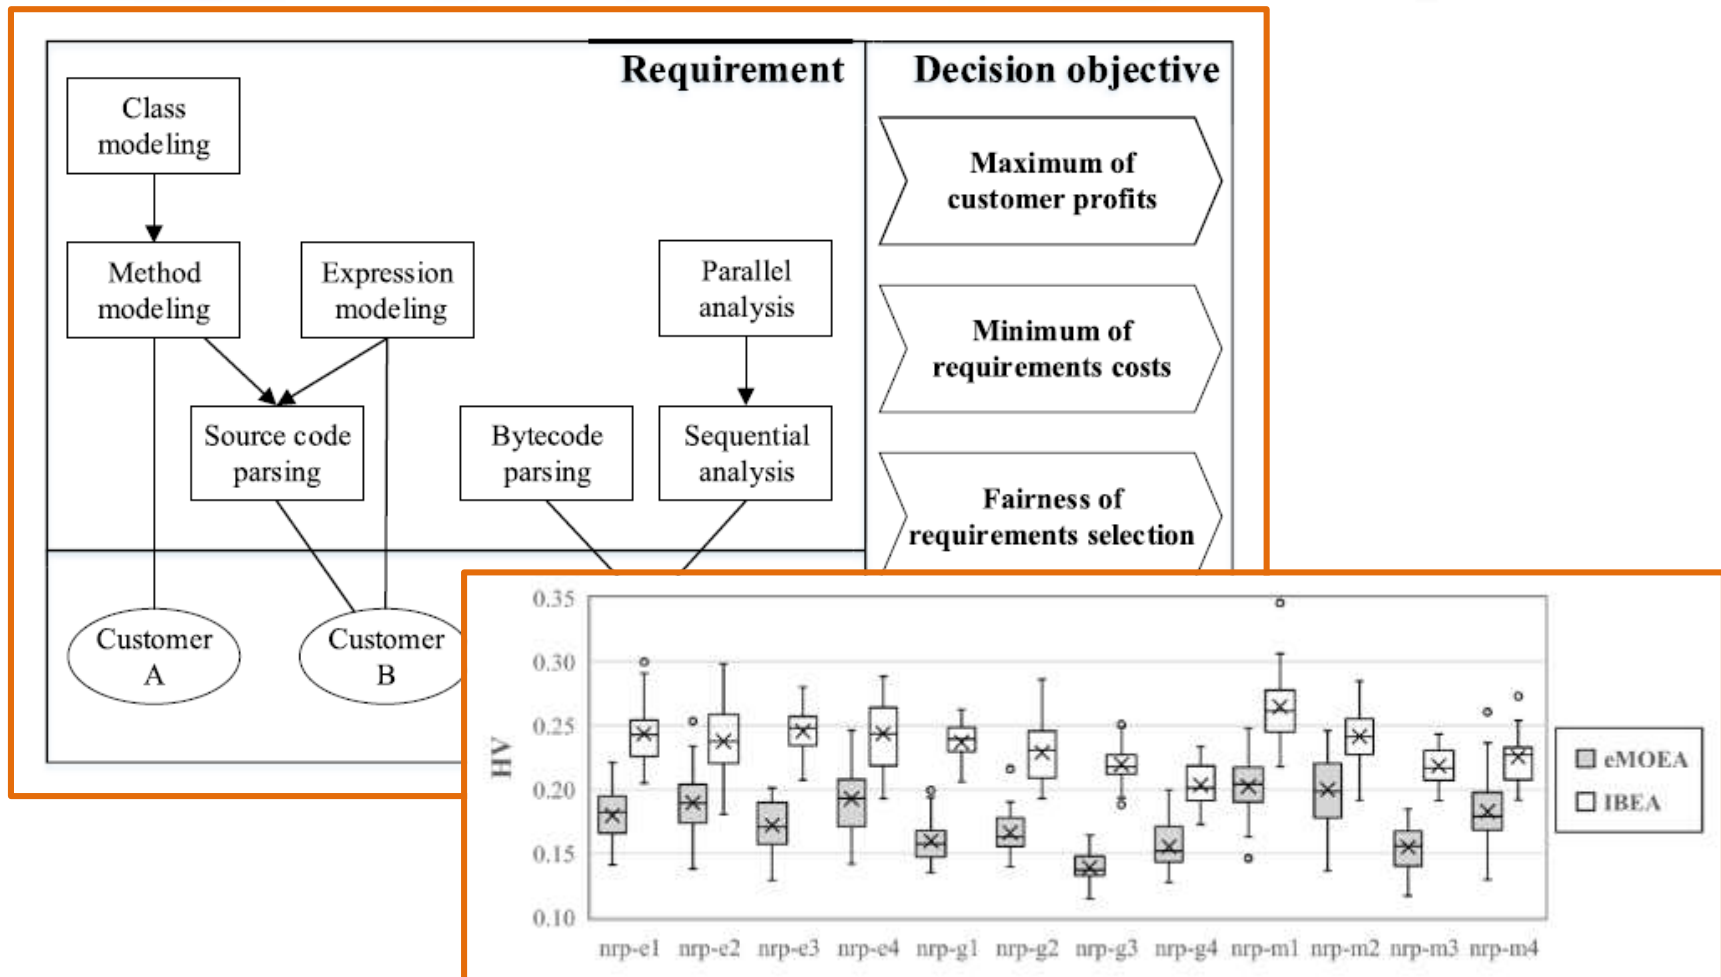 Requirement
Decision objective
Class
modeling
Method
modeling
Expression
modeling
Parallel
analysis
Source code
parsing
Bytecode
parsing
Sequential
analysis
Maximum of
customer profits
Minimum of
requirements costs
Fairness of
requirements selection
Customer
A
Customer
B
HV
0.35
0.30
0.25
0.20
0.15
0.10
nrp-e1 nrp-e2 nrp-e3 nrp-e4 nrp-g1 nrp-g2 nrp-g3 nrp-g4 nrp-m1 nrp-m2 nrp-m3 nrp-m4
eMOEA
IBEA